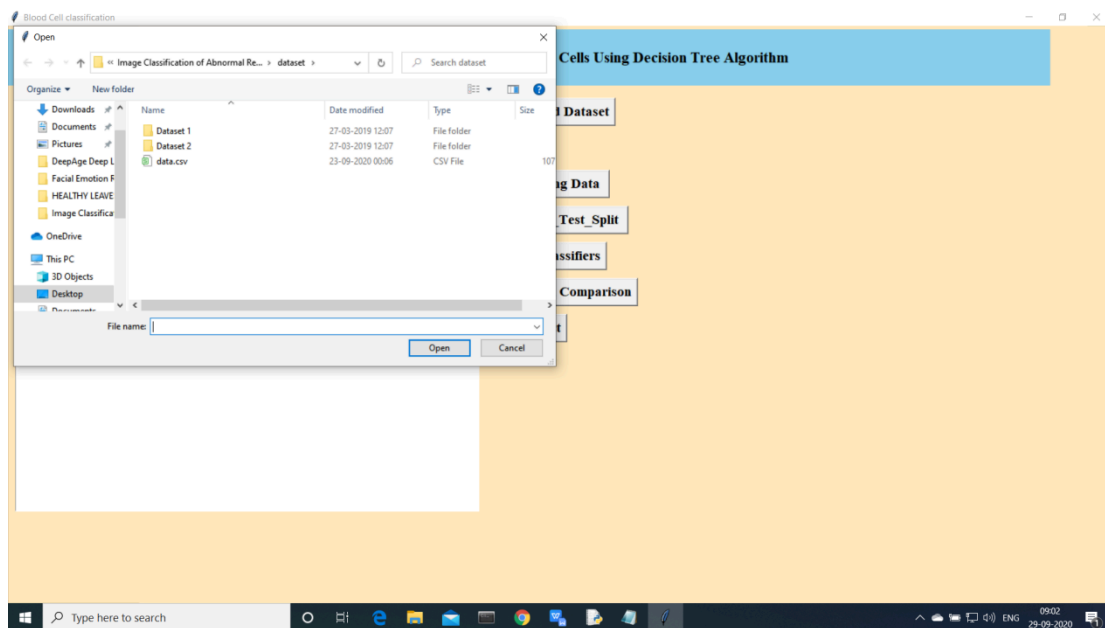 Blood Cell classification
Open
Cells Using Decision Tree Algorithm
« Image Classification of Abnormal Re... › dataset ›
Search dataset
Organize
New folder
Name
Date modified
Type
Size
Downloads
Documents
Pictures
DeepAge Deep L
Facial Emotion F
HEALTHY LEAVE
Image Classifica
OneDrive
This PC
3D Objects
Desktop
Documents
Dataset 1 27-03-2019 12:07 File folder
Dataset 2 27-03-2019 12:07 File folder
data.csv 23-09-2020 00:06 CSV File 107
File name:
Open
Cancel
d Dataset
ng Data
_Test_Split
assifiers
Comparison
t
Type here to search
ENG
09:02
29-09-2020